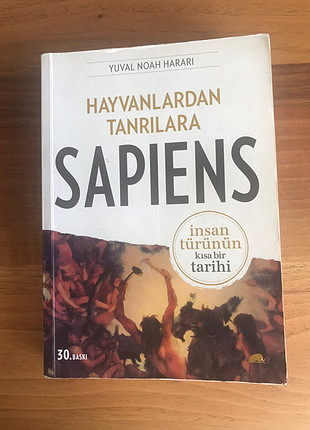 YUVAL NOAH HARARI
HAYVANLARDAN
TANRILARA
SAPIENS
insan
türünün
kısa bir
tarihi
30. BASKI